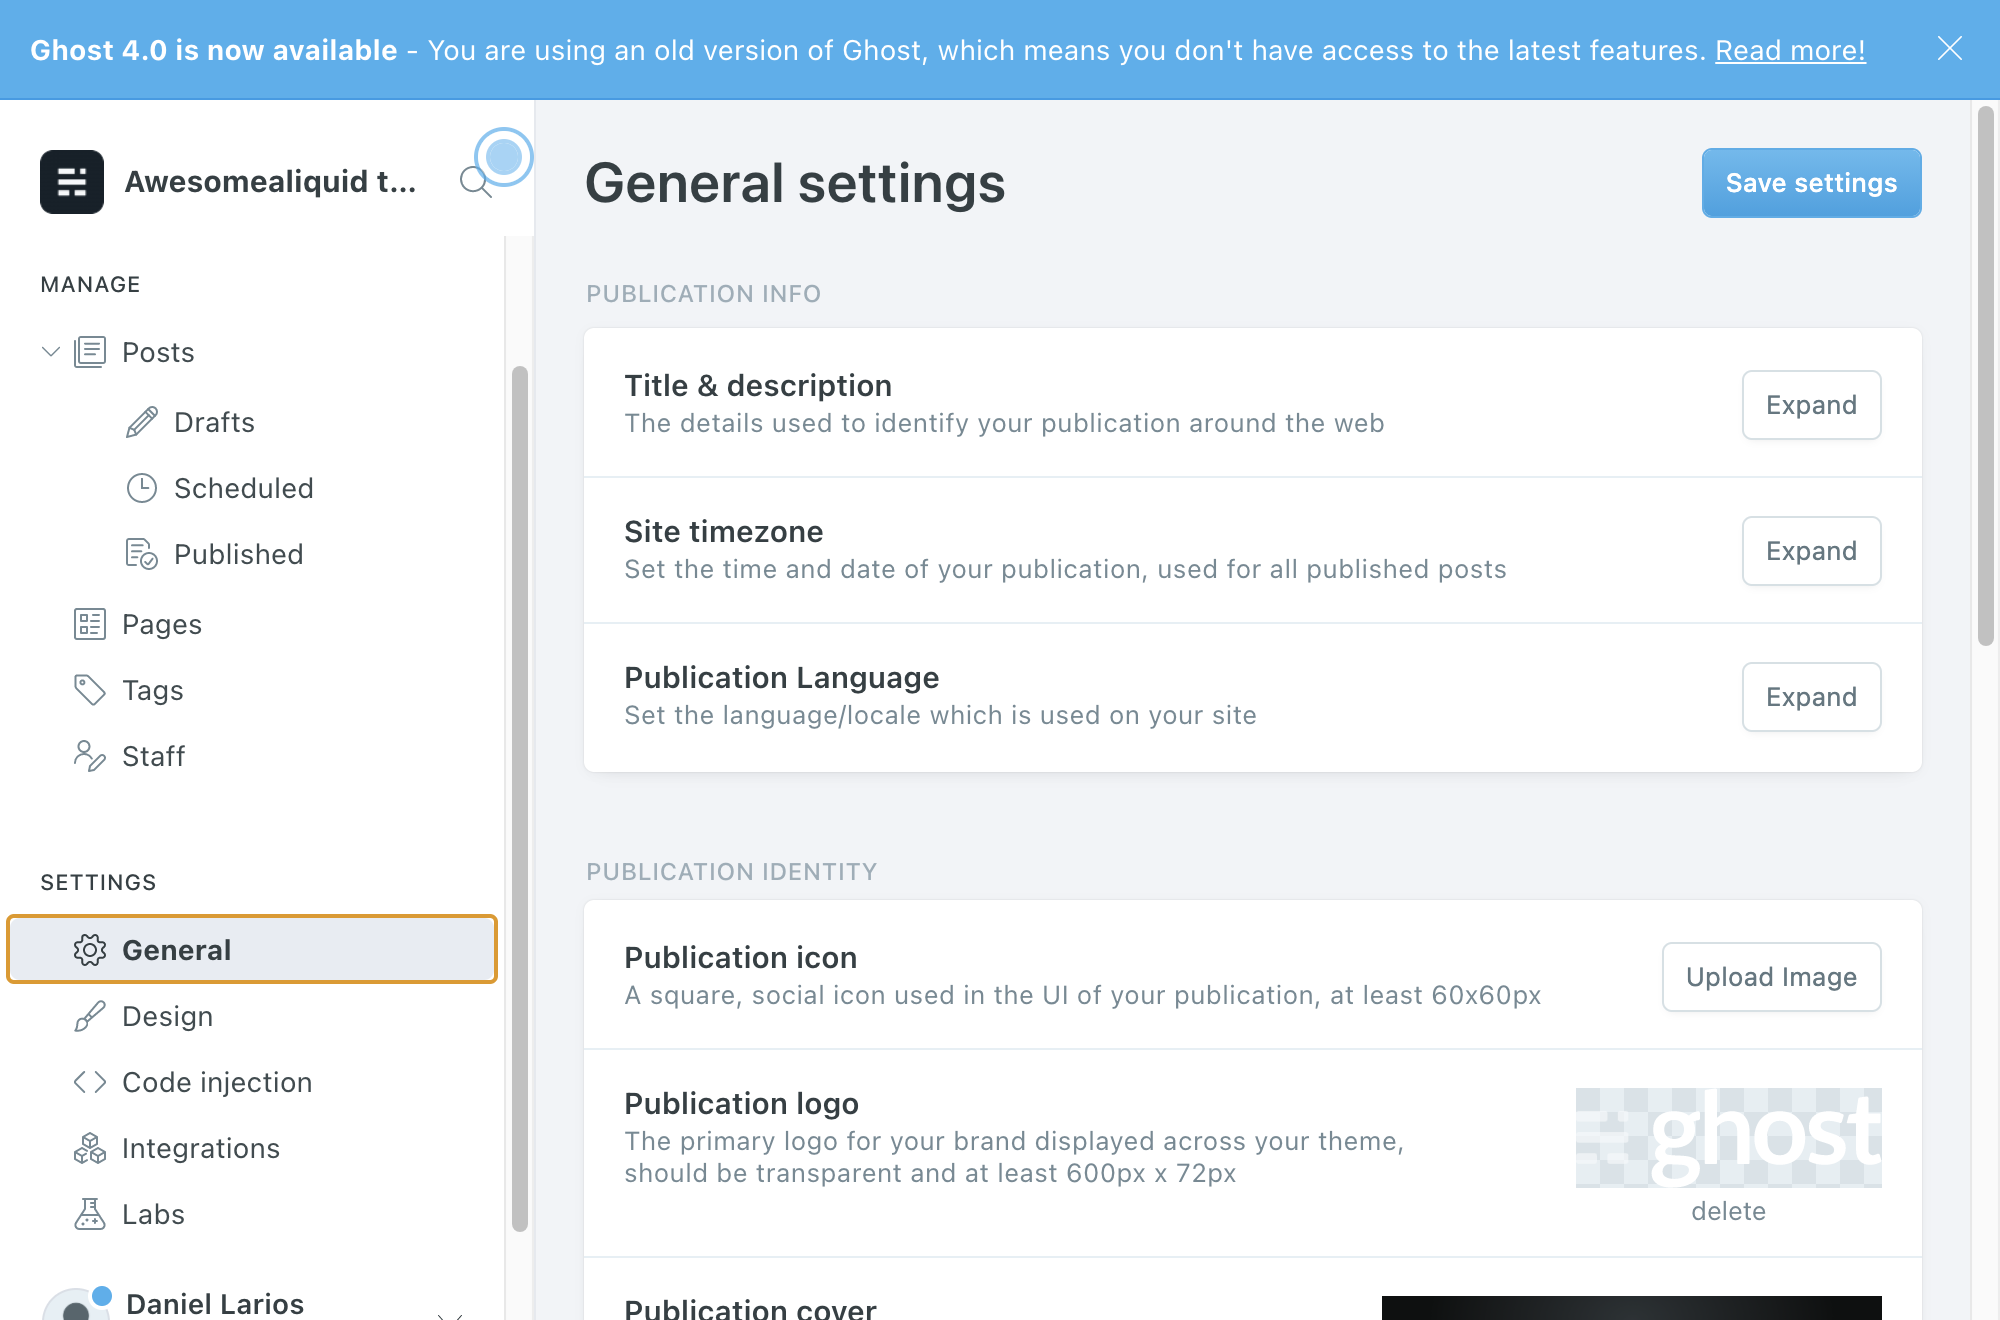 Ghost 4.0 is now available - You are using an old version of Ghost, which means you don't have access to the latest features. Read more!
Awesomealiquid t...
MANAGE
Posts
Drafts
Scheduled
Published
Pages
Tags
Staff
SETTINGS
General
Design
Code injection
Integrations
Labs
Daniel Larios
General settings
Save settings
PUBLICATION INFO
Title & description
The details used to identify your publication around the web
Expand
Site timezone
Set the time and date of your publication, used for all published posts
Expand
Publication Language
Set the language/locale which is used on your site
Expand
PUBLICATION IDENTITY
Publication icon
A square, social icon used in the UI of your publication, at least 60x60px
Upload Image
Publication logo
The primary logo for your brand displayed across your theme,
should be transparent and at least 600px x 72px
ghost
delete
Publication cover